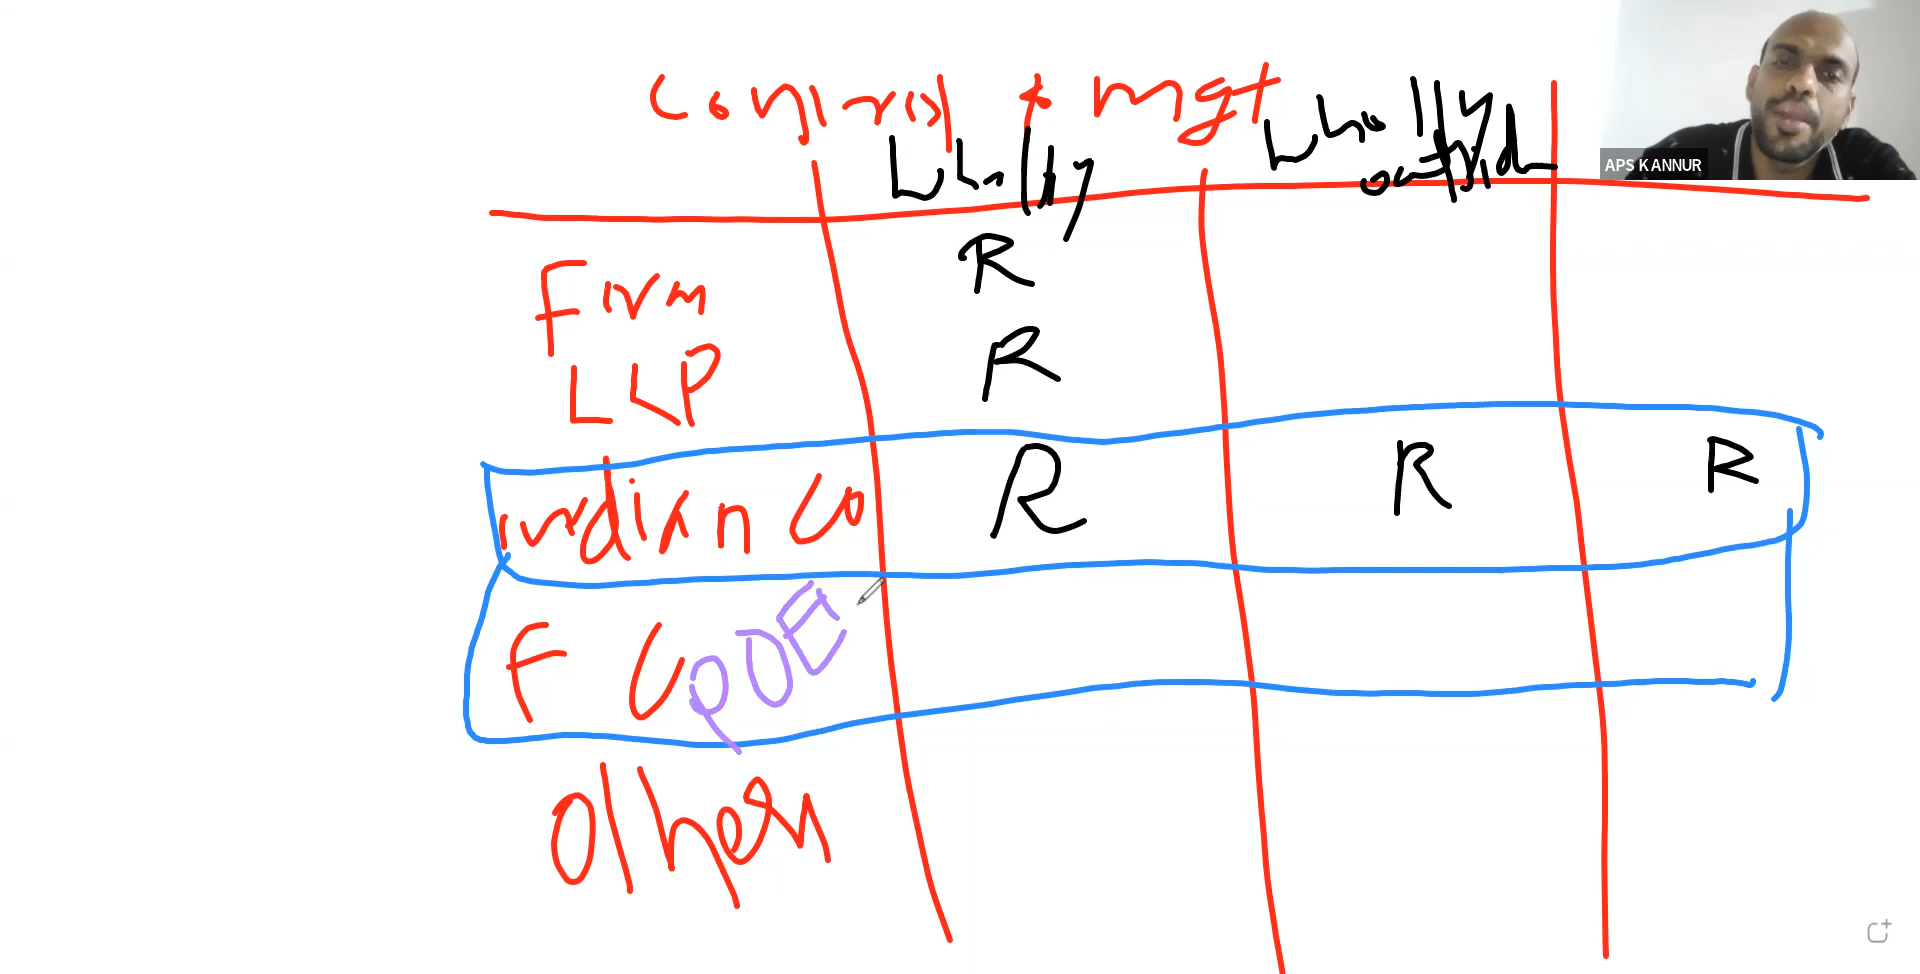 Control & mgt
Wholly
Wholly outside
APS KANNUR
Firm R
LLP R
indian Co R R R
F Co POE
Others